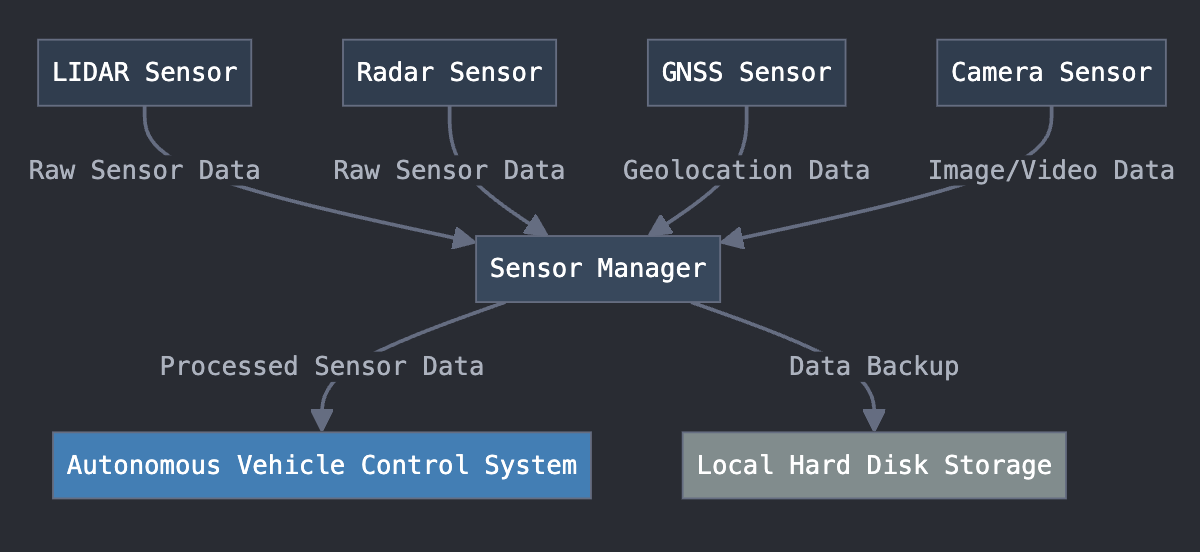 LIDAR Sensor
Radar Sensor
GNSS Sensor
Camera Sensor
Raw Sensor Data
Raw Sensor Data
Geolocation Data
Image/Video Data
Sensor Manager
Processed Sensor Data
Data Backup
Autonomous Vehicle Control System
Local Hard Disk Storage